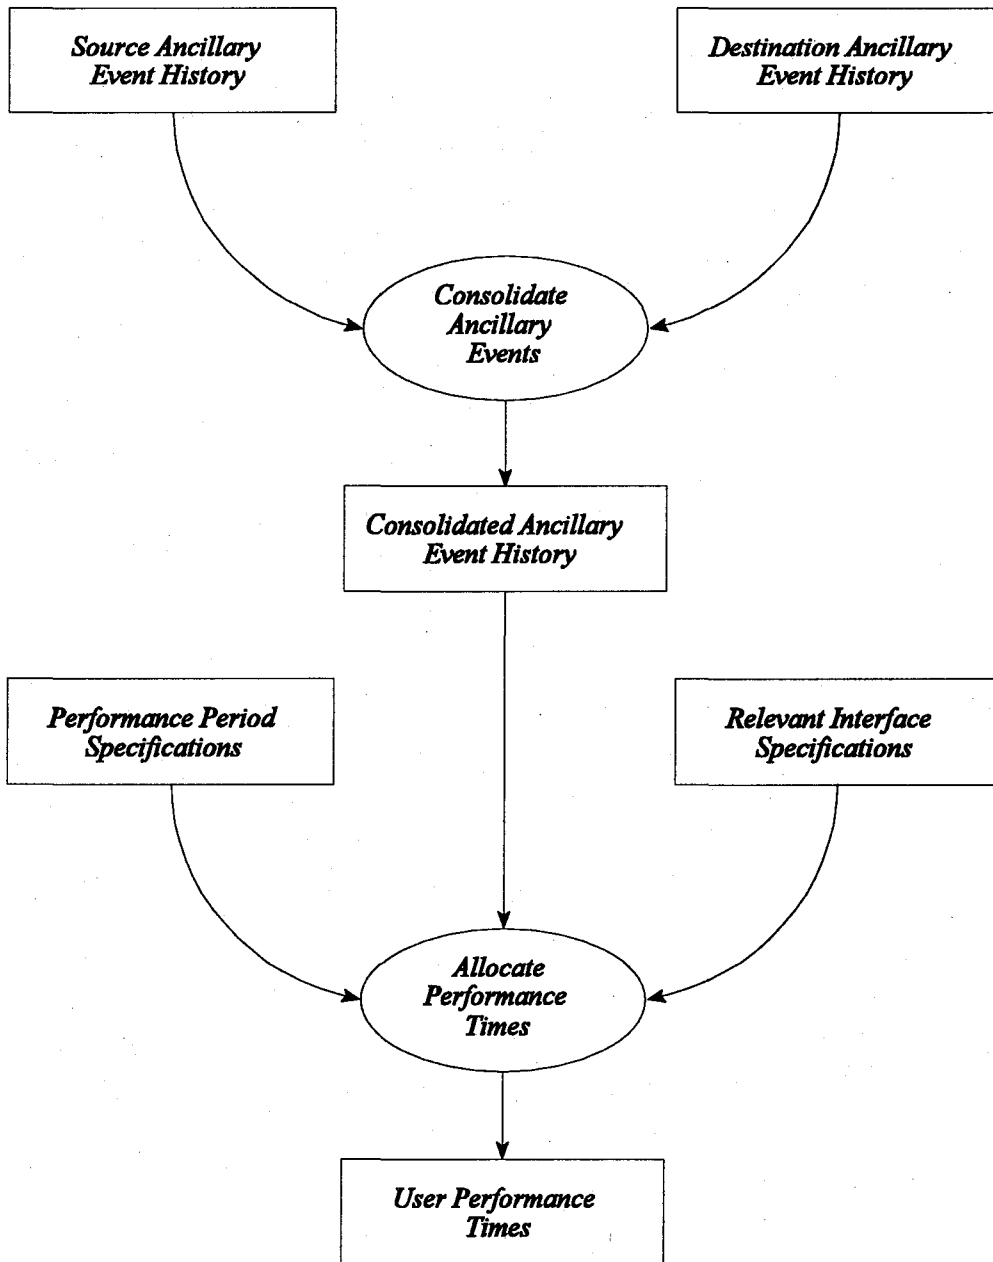 Source Ancillary
Event History
Destination Ancillary
Event History
Consolidate
Ancillary
Events
Consolidated Ancillary
Event History
Performance Period
Specifications
Relevant Interface
Specifications
Allocate
Performance
Times
User Performance
Times